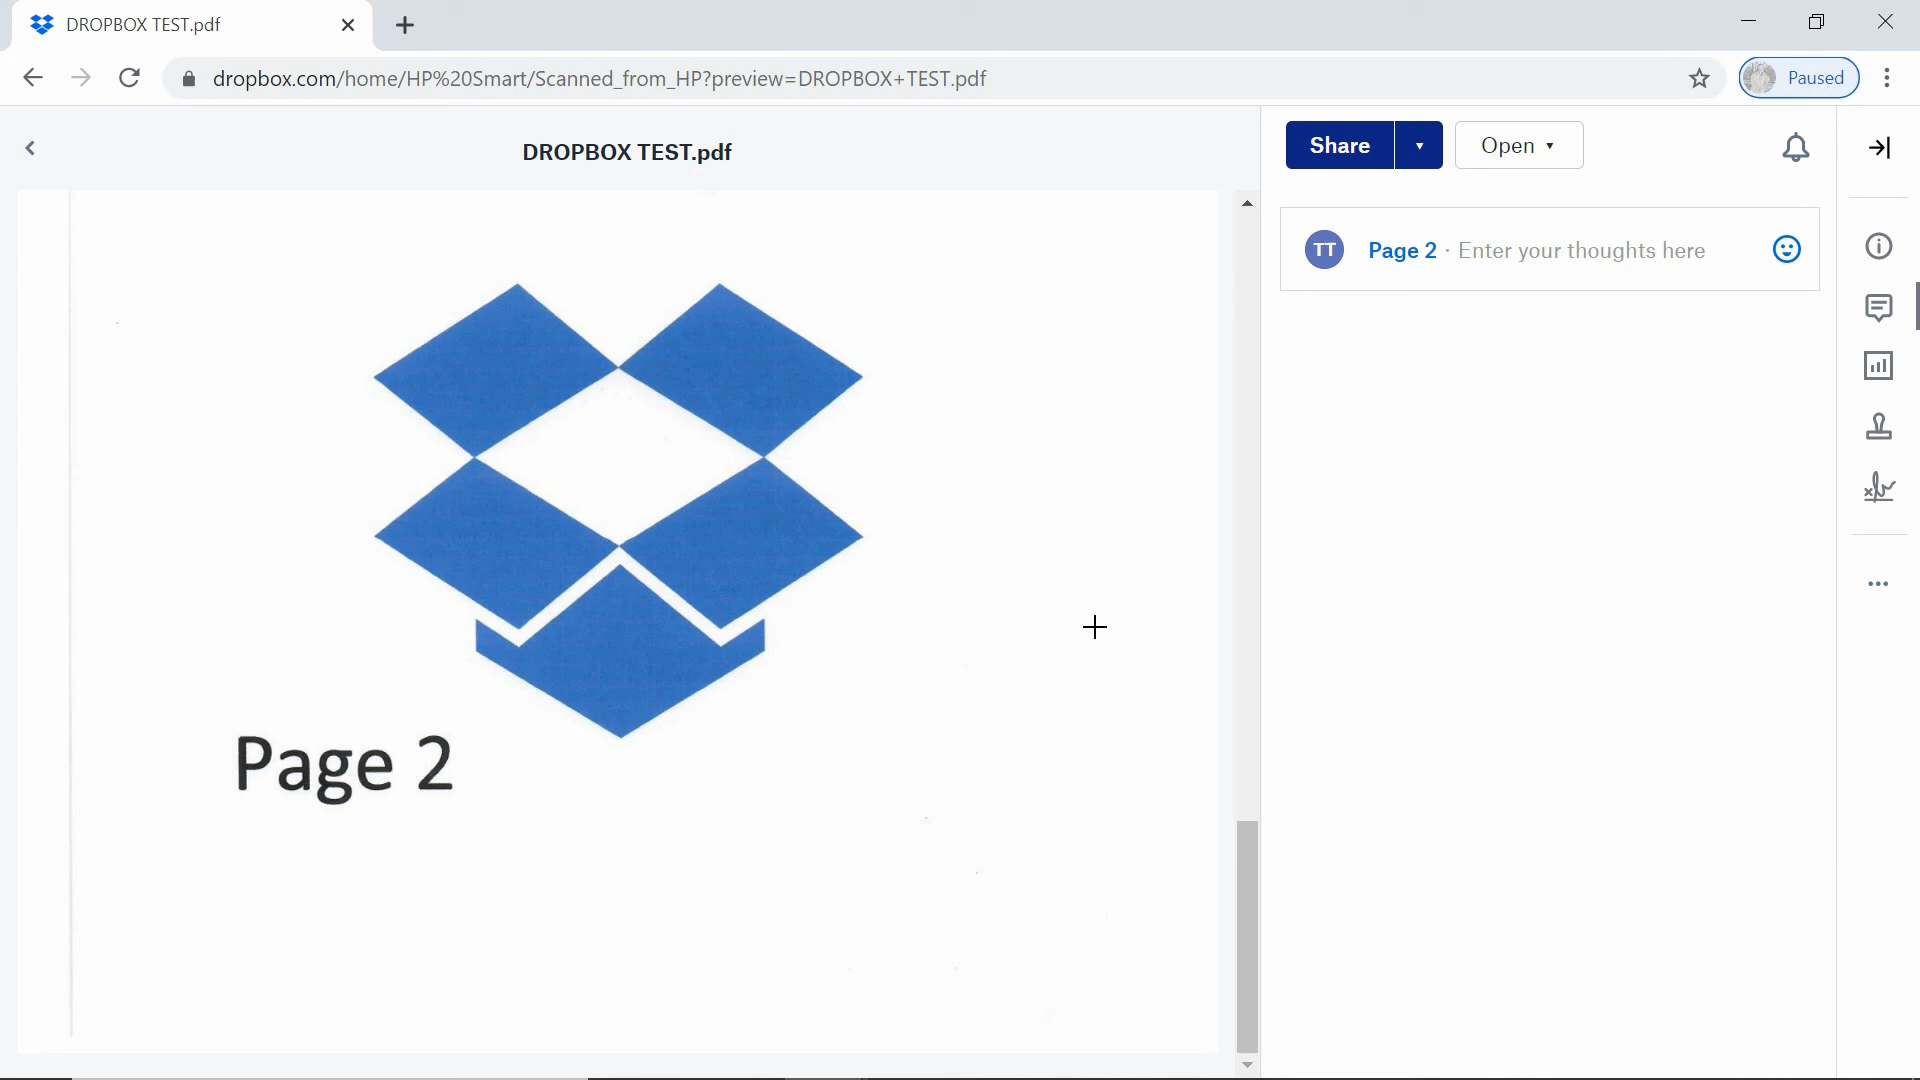 DROPBOX TEST.pdf
dropbox.com/home/HP%20Smart/Scanned_from_HP?preview=DROPBOX+TEST.pdf
Paused
DROPBOX TEST.pdf
Share
Open
TT Page 2 · Enter your thoughts here
Page 2